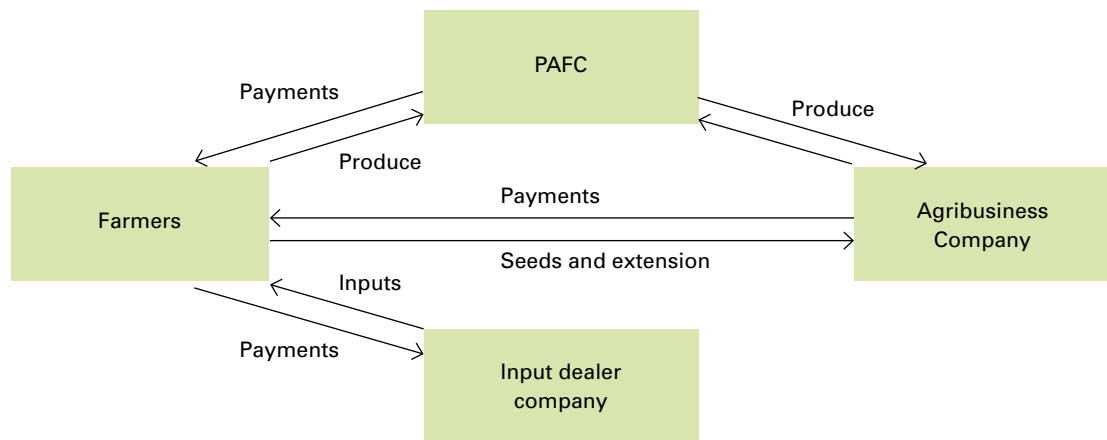 PAFC
Payments
Produce
Produce
Farmers
Payments
Agribusiness
Company
Seeds and extension
Inputs
Payments
Input dealer
company